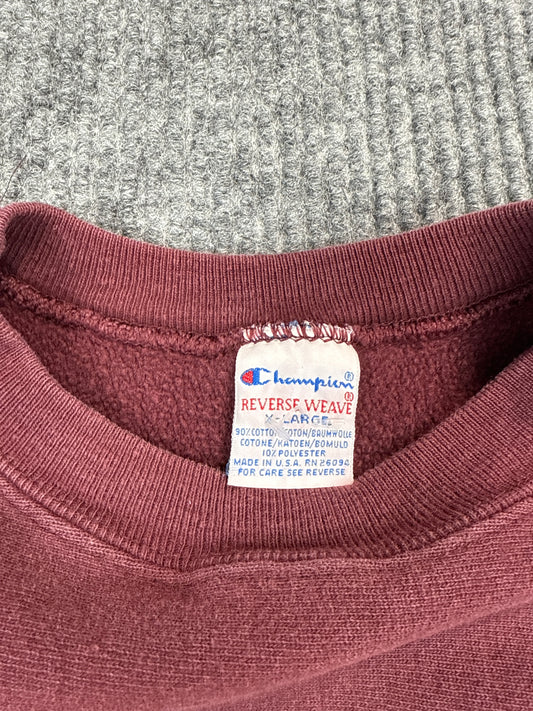 Champion®
REVERSE WEAVE®
X-LARGE
90% COTTON/COTON/BAUMWOLLE
COTONE/KATOEN/BOMULD
10% POLYESTER
MADE IN U.S.A. RN 26094
FOR CARE SEE REVERSE